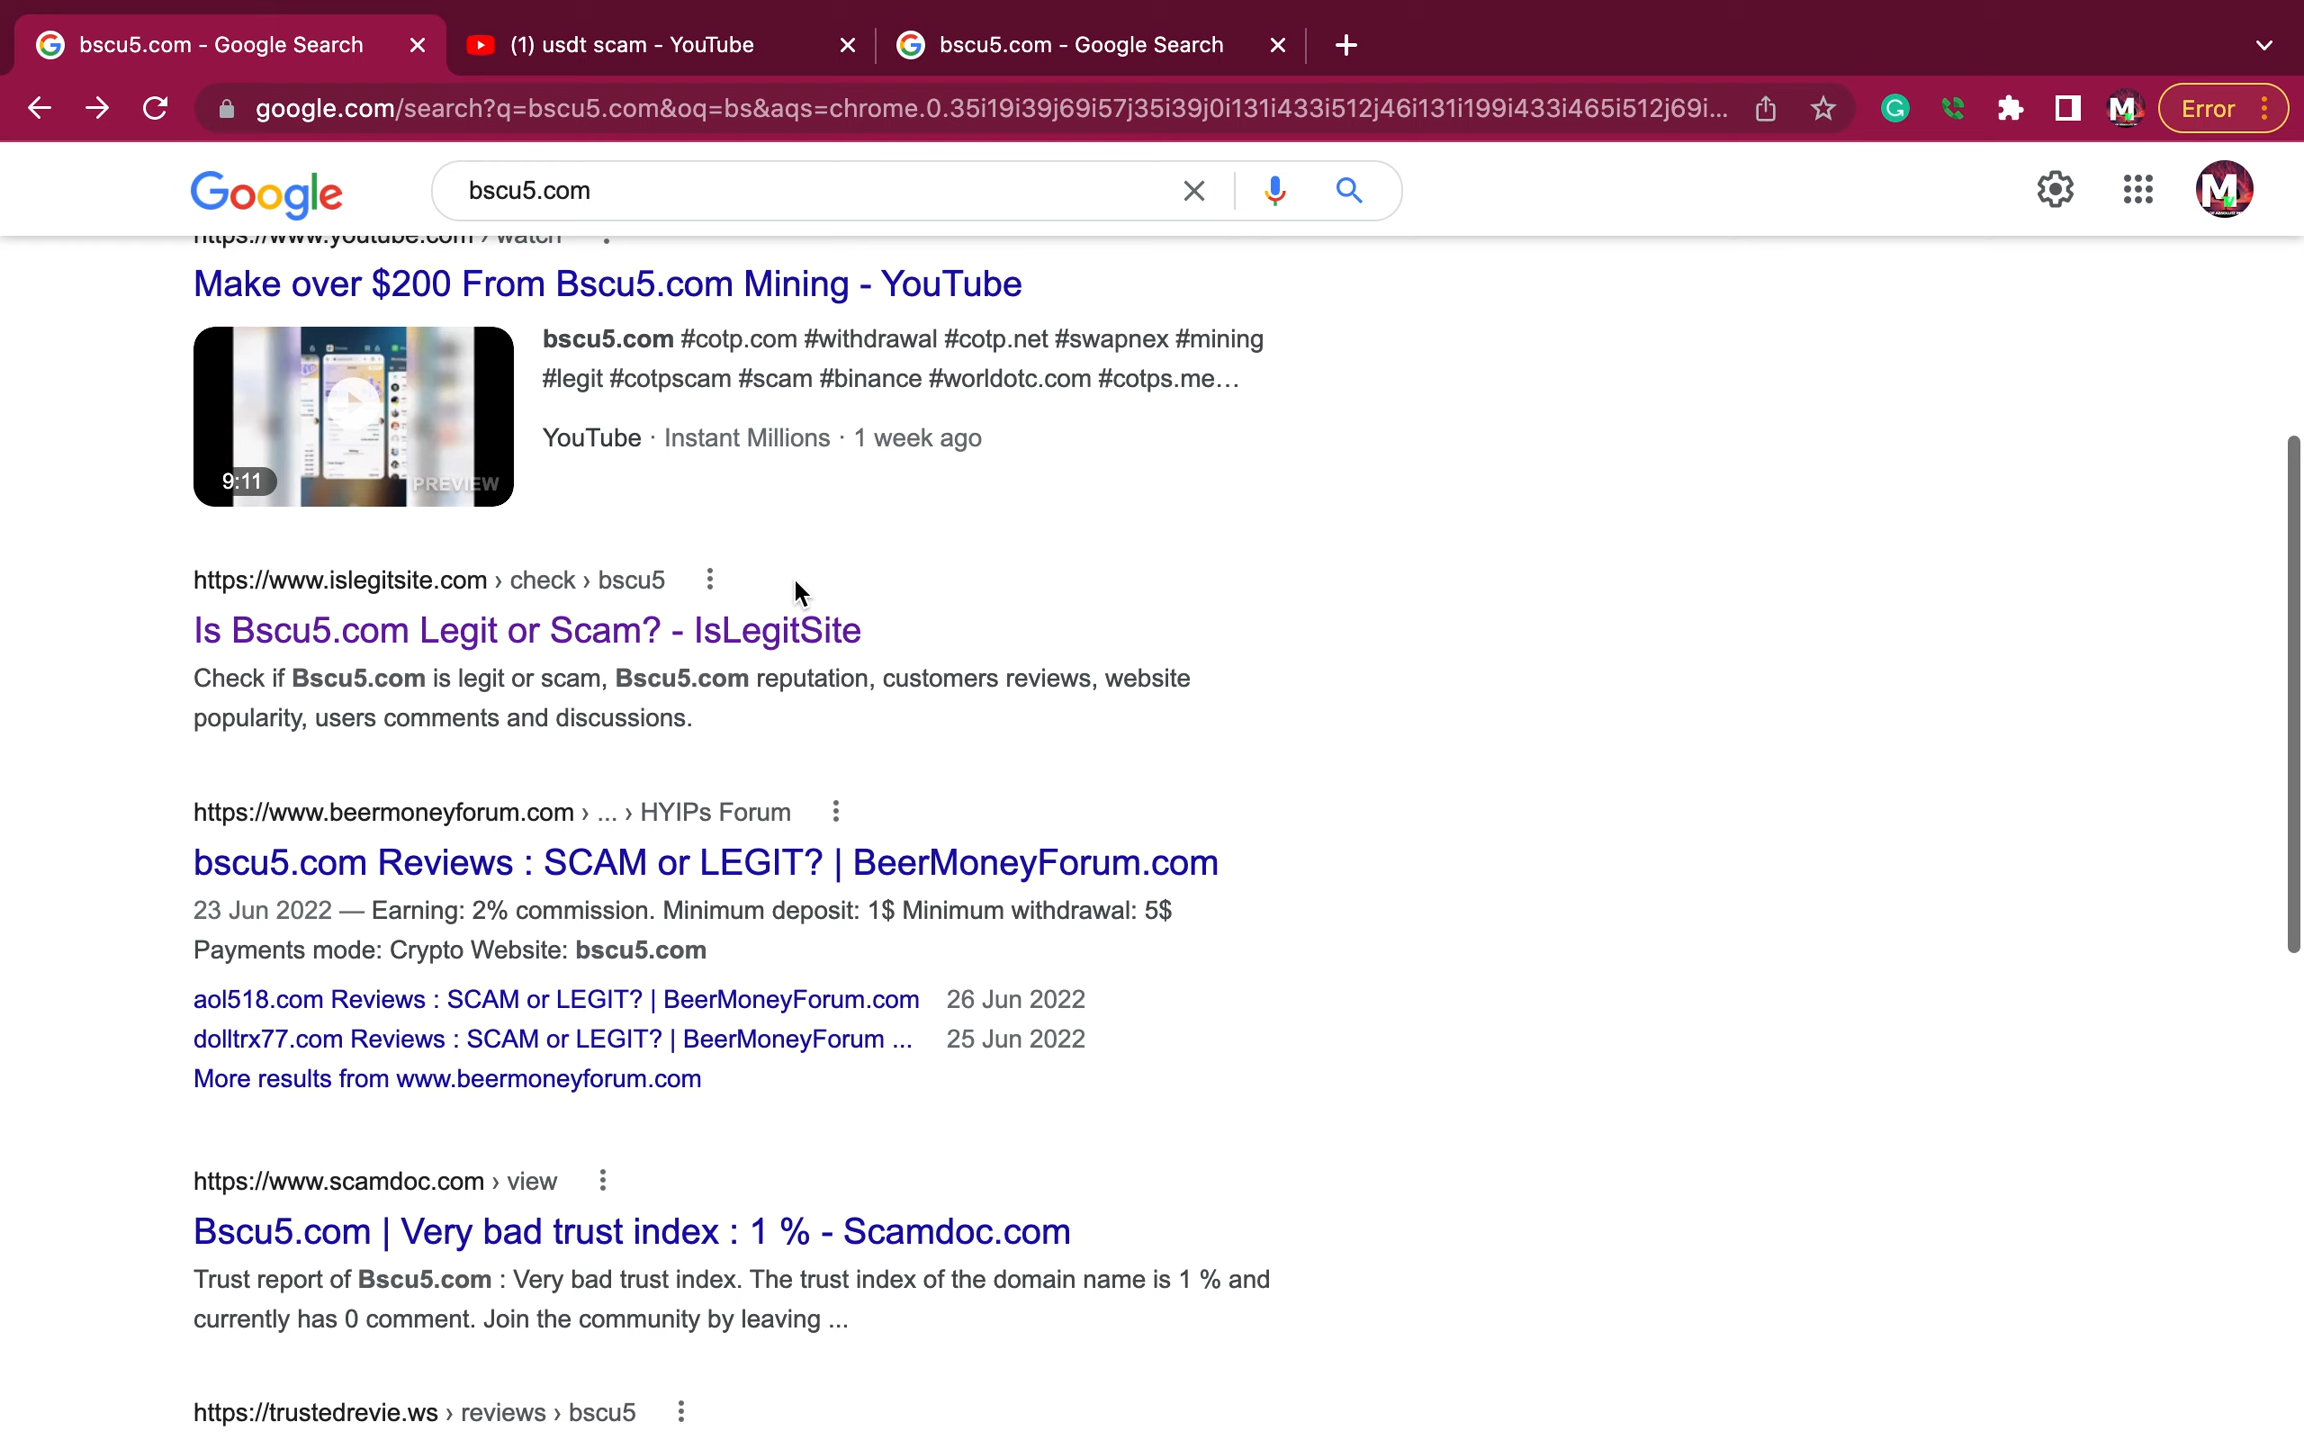 bscu5.com - Google Search
(1) usdt scam - YouTube
bscu5.com - Google Search
google.com/search?q=bscu5.com&oq=bs&aqs=chrome.0.35i19i39j69i57j35i39j0i131i433i512j46i131i199i433i465i512j69i...
Error
Google
bscu5.com
https://www.youtube.com › watch
Make over $200 From Bscu5.com Mining - YouTube
bscu5.com #cotp.com #withdrawal #cotp.net #swapnex #mining
#legit #cotpscam #scam #binance #worldotc.com #cotps.me...
YouTube · Instant Millions · 1 week ago
9:11
PREVIEW
https://www.islegitsite.com › check › bscu5
Is Bscu5.com Legit or Scam? - IsLegitSite
Check if Bscu5.com is legit or scam, Bscu5.com reputation, customers reviews, website
popularity, users comments and discussions.
https://www.beermoneyforum.com › ... › HYIPs Forum
bscu5.com Reviews : SCAM or LEGIT? | BeerMoneyForum.com
23 Jun 2022 — Earning: 2% commission. Minimum deposit: 1$ Minimum withdrawal: 5$
Payments mode: Crypto Website: bscu5.com
aol518.com Reviews : SCAM or LEGIT? | BeerMoneyForum.com 26 Jun 2022
dolltrx77.com Reviews : SCAM or LEGIT? | BeerMoneyForum ... 25 Jun 2022
More results from www.beermoneyforum.com
https://www.scamdoc.com › view
Bscu5.com | Very bad trust index : 1 % - Scamdoc.com
Trust report of Bscu5.com : Very bad trust index. The trust index of the domain name is 1 % and
currently has 0 comment. Join the community by leaving ...
https://trustedrevie.ws › reviews › bscu5